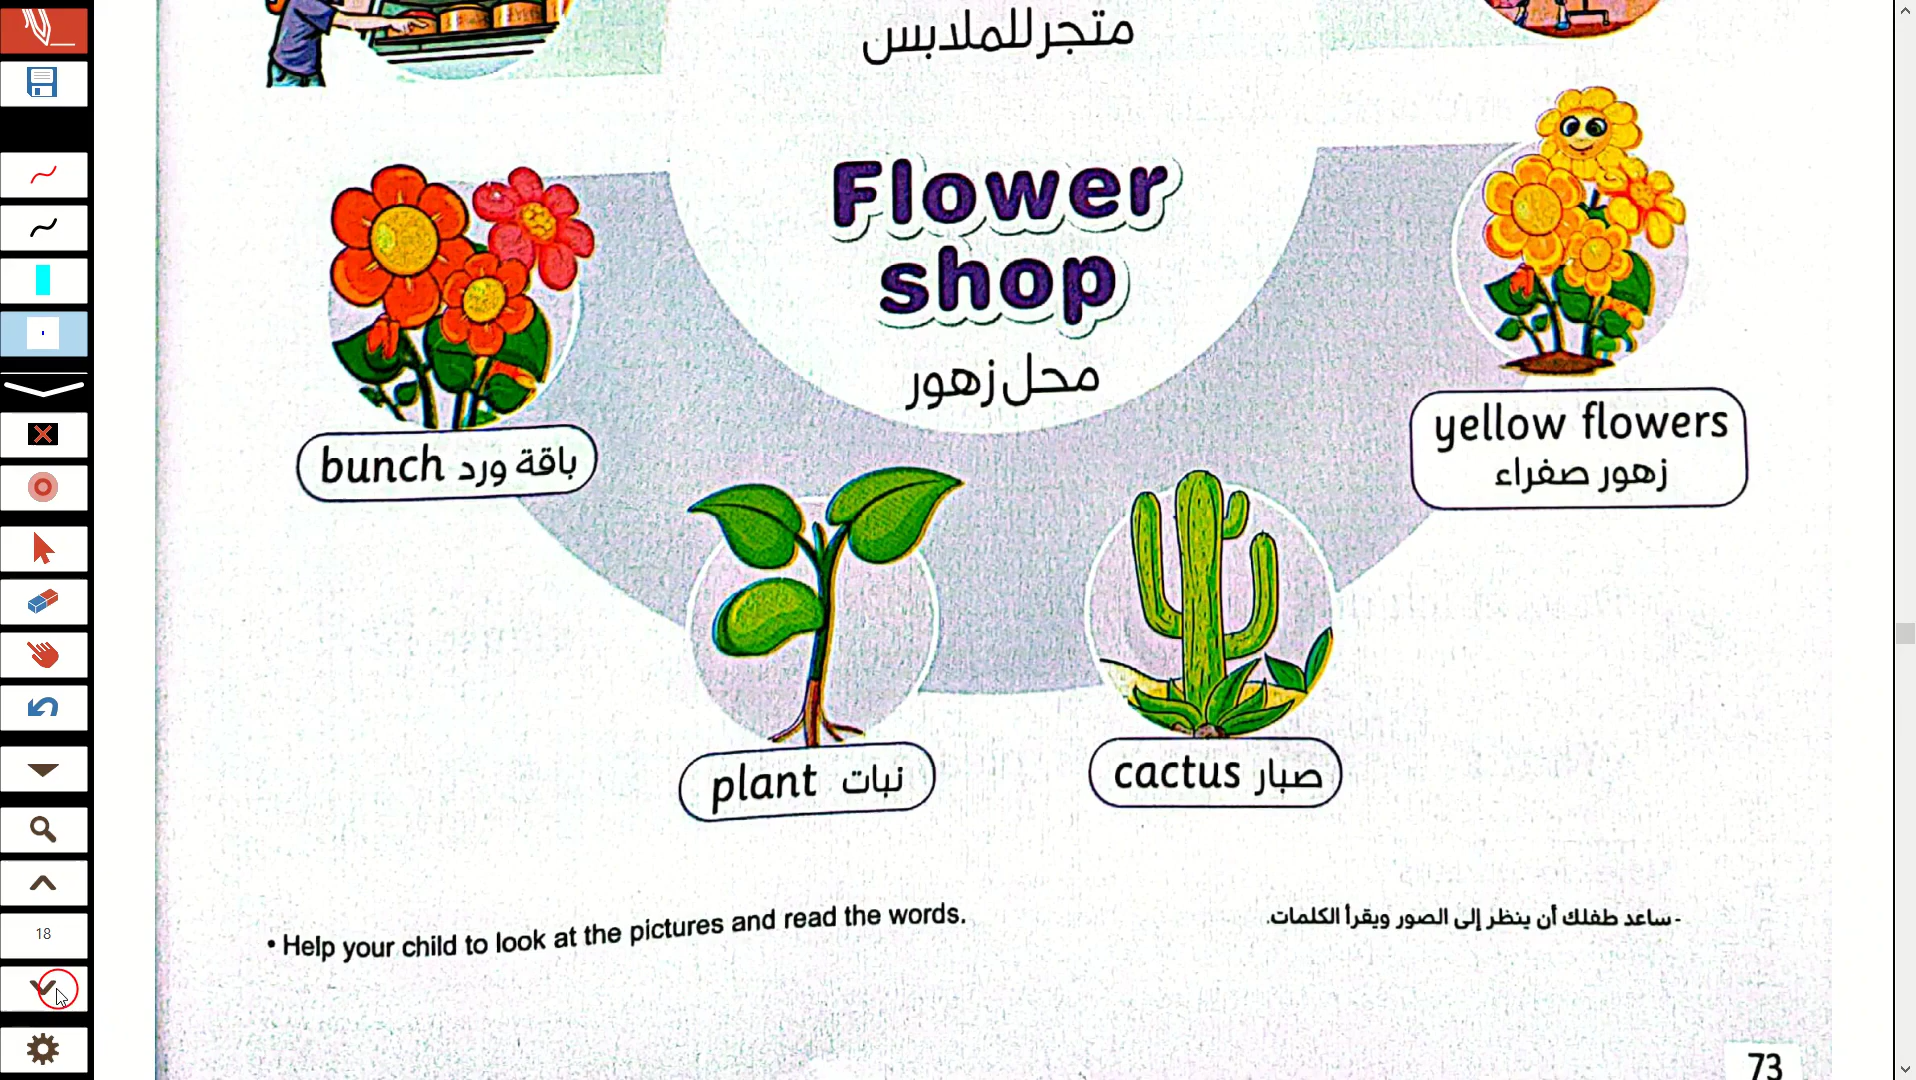 متجر للملابس
Flower
shop
محل زهور
bunch باقة ورد
yellow flowers
زهور صفراء
plant نبات
cactus صبار
• Help your child to look at the pictures and read the words.
- ساعد طفلك أن ينظر إلى الصور ويقرأ الكلمات.
18
73